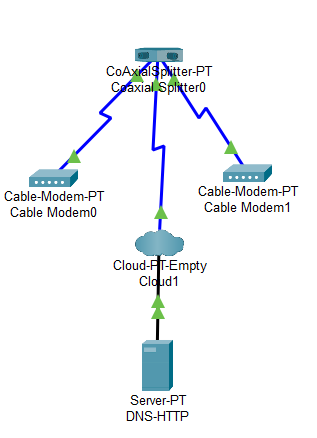 CoAxialSplitter-PT
Coaxial Splitter0
Cable-Modem-PT
Cable Modem0
Cable-Modem-PT
Cable Modem1
Cloud-PT-Empty
Cloud1
Server-PT
DNS-HTTP